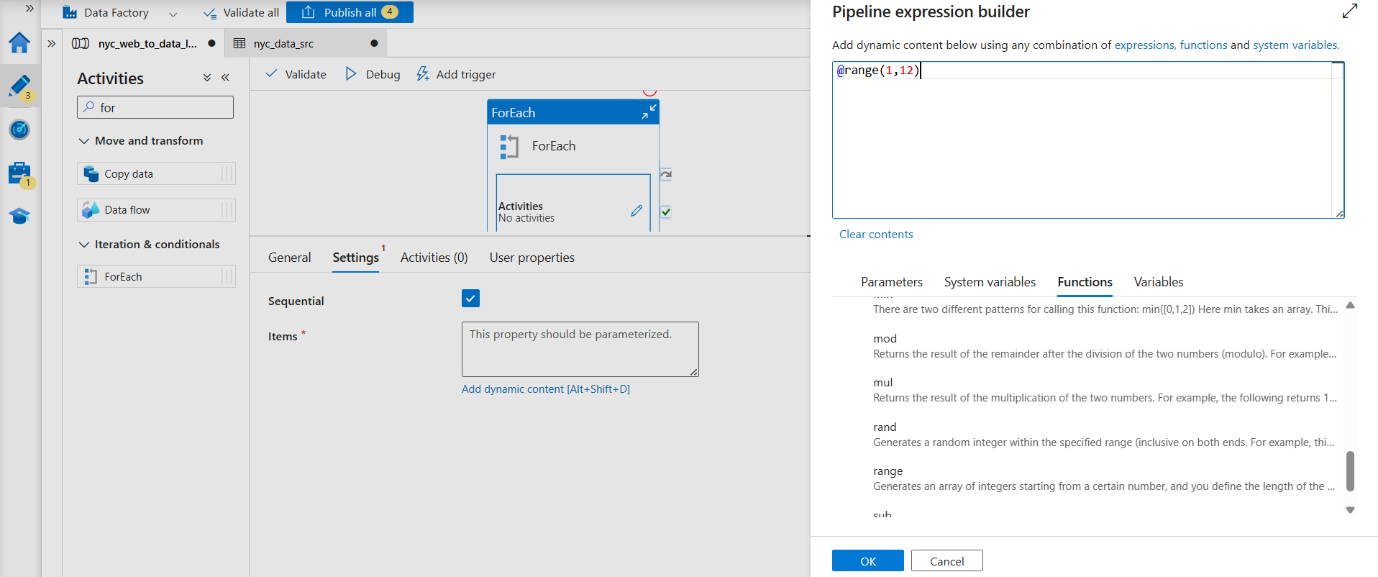 »
Data Factory
Validate all
Publish all 4
Pipeline expression builder
»
nyc_web_to_data_l...
nyc_data_src
Add dynamic content below using any combination of expressions, functions and system variables.
3
1
Activities
« 
for
Move and transform
Copy data
Data flow
Iteration & conditionals
ForEach
Validate
Debug
Add trigger
ForEach
ForEach
Activities
No activities
General
Settings 1
Activities (0)
User properties
Sequential
Items *
This property should be parameterized.
Add dynamic content [Alt+Shift+D]
@range(1,12)
Clear contents
Parameters
System variables
Functions
Variables
There are two different patterns for calling this function: min([0,1,2]) Here min takes an array. Thi...
mod
Returns the result of the remainder after the division of the two numbers (modulo). For example...
mul
Returns the result of the multiplication of the two numbers. For example, the following returns 1...
rand
Generates a random integer within the specified range (inclusive on both ends. For example, thi...
range
Generates an array of integers starting from a certain number, and you define the length of the ...
sub
OK
Cancel